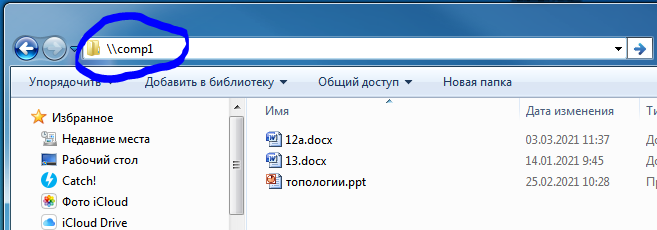 \\comp1
Упорядочить Добавить в библиотеку Общий доступ Новая папка
Избранное
Недавние места
Рабочий стол
Catch!
Фото iCloud
iCloud Drive
Имя Дата изменения
12a.docx 03.03.2021 11:37
13.docx 14.01.2021 9:45
топологии.ppt 25.02.2021 10:28